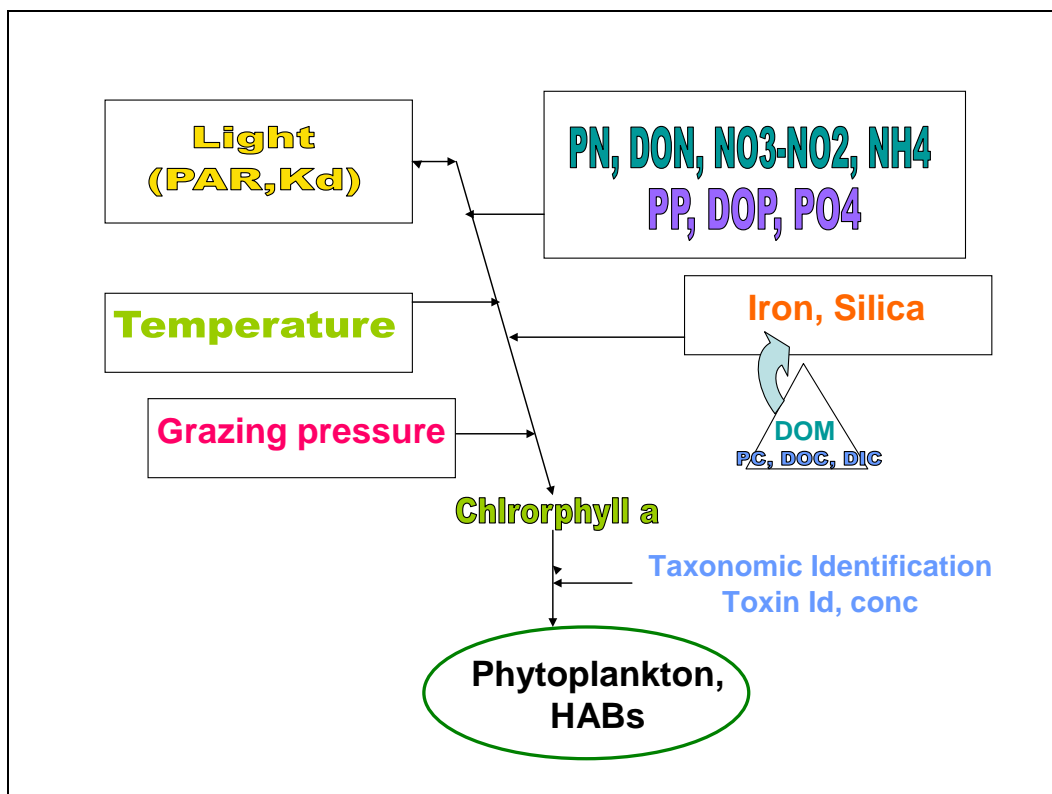 Light
(PAR,Kd)
PN, DON, NO3-NO2, NH4
PP, DOP, PO4
Temperature
Iron, Silica
Grazing pressure
DOM
PC, DOC, DIC
Chlrorphyll a
Taxonomic Identification
Toxin Id, conc
Phytoplankton,
HABs